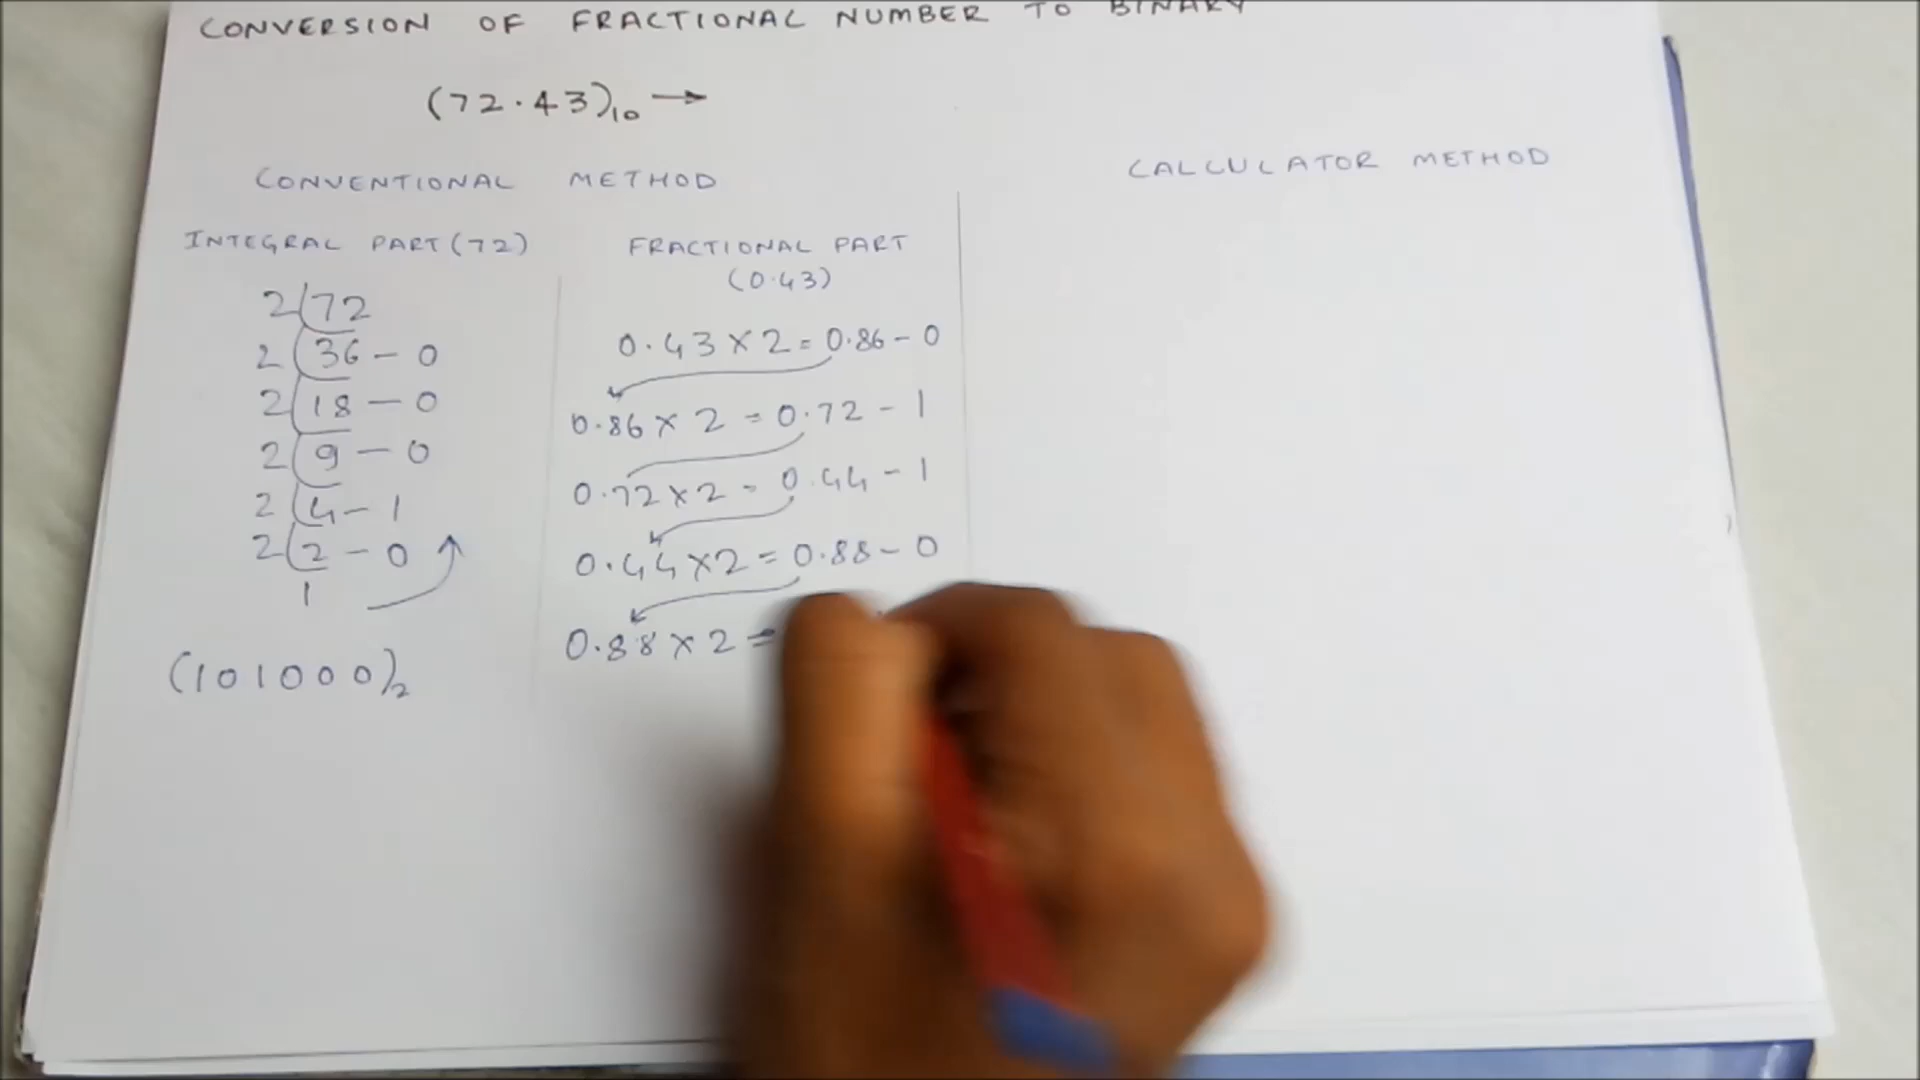 CONVERSION OF FRACTIONAL NUMBER TO BINARY
(72.43)10 →
CONVENTIONAL METHOD
INTEGRAL PART (72)
2 72
2 36 - 0
2 18 - 0
2 9 - 0
2 4 - 1
2 2 - 0
1
(101000)2
FRACTIONAL PART
(0.43)
0.43 × 2 = 0.86 - 0
0.86 × 2 = 0.72 - 1
0.72 × 2 = 0.44 - 1
0.44 × 2 = 0.88 - 0
0.88 × 2 =
CALCULATOR METHOD